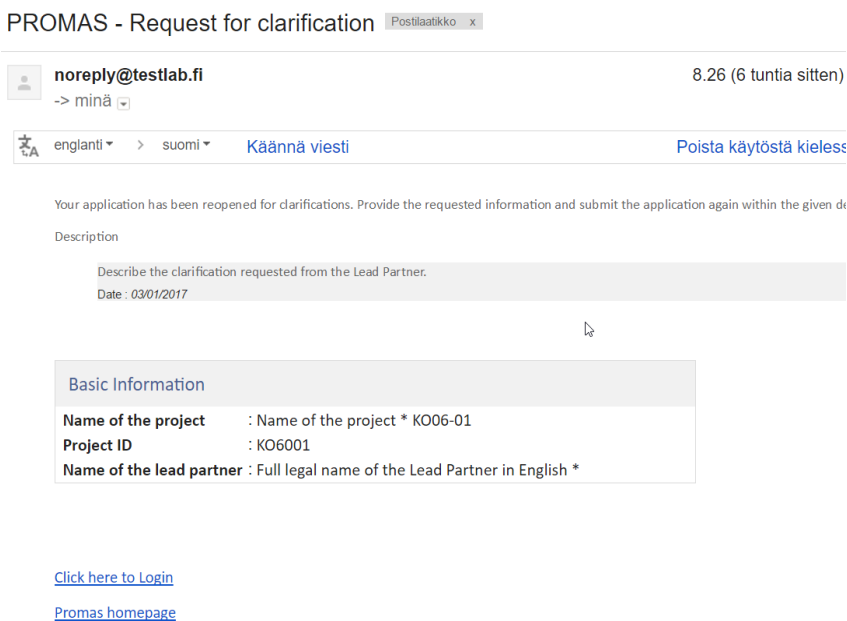 PROMAS - Request for clarification Postilaatikko x
noreply@testlab.fi 8.26 (6 tuntia sitten)
-> minä
englanti > suomi Käännä viesti Poista käytöstä
Your application has been reopened for clarifications. Provide the requested information and submit the application again within the given
Description
Describe the clarification requested from the Lead Partner.
Date : 03/01/2017
Basic Information
Name of the project : Name of the project * KO06-01
Project ID : KO6001
Name of the lead partner : Full legal name of the Lead Partner in English *
Click here to Login
Promas homepage